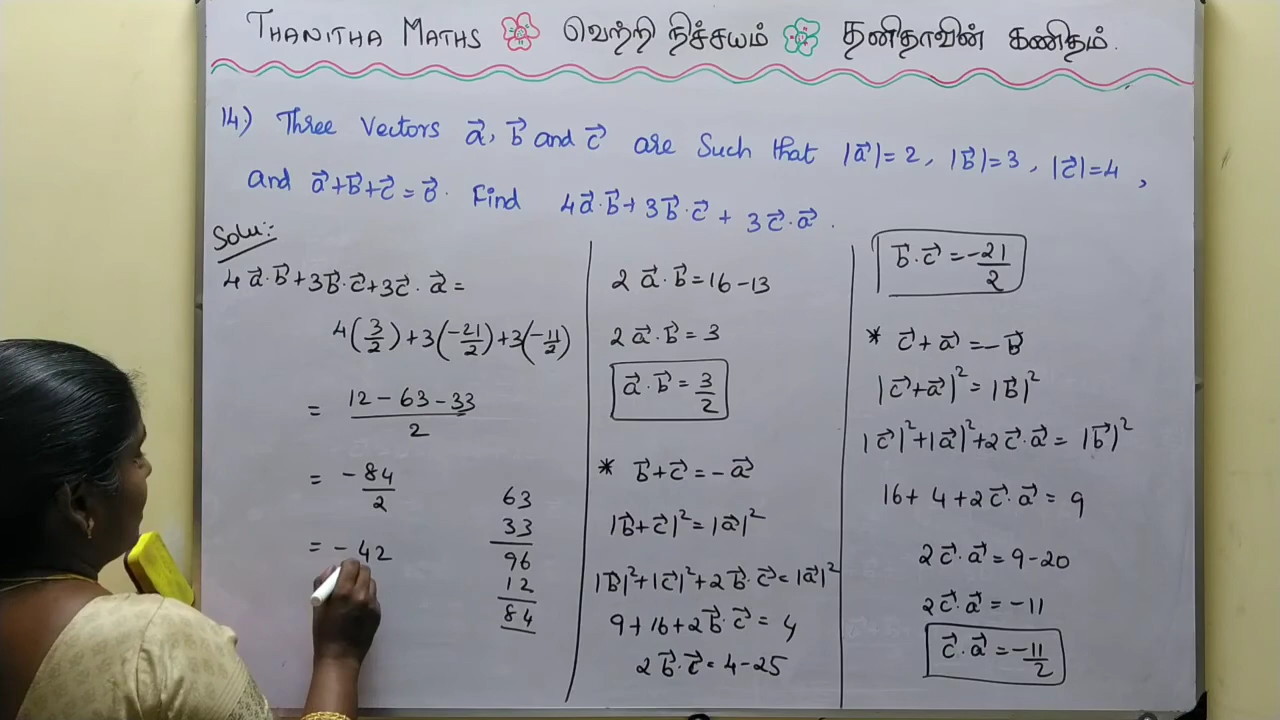 THANITHA MATHS வெற்றி நிச்சயம் தனிதாவின் கணிதம்.
14) Three Vectors a⃗, b⃗ and c⃗ are Such that |a⃗|=2, |b⃗|=3, |c⃗|=4,
and a⃗+b⃗+c⃗=0⃗. Find 4a⃗·b⃗+3b⃗·c⃗+3c⃗·a⃗.
Solu:-
4a⃗·b⃗+3b⃗·c⃗+3c⃗·a⃗=
4(3/2)+3(-21/2)+3(-11/2)
= (12-63-33)/2
= -84/2
= -42
63
33
96
12
84
2a⃗·b⃗=16-13
2a⃗·b⃗=3
a⃗·b⃗=3/2
* b⃗+c⃗=-a⃗
|b⃗+c⃗|²=|a⃗|²
|b⃗|²+|c⃗|²+2b⃗·c⃗=|a⃗|²
9+16+2b⃗·c⃗=4
2b⃗·c⃗=4-25
b⃗·c⃗=-21/2
* c⃗+a⃗=-b⃗
|c⃗+a⃗|²=|b⃗|²
|c⃗|²+|a⃗|²+2c⃗·a⃗=|b⃗|²
16+4+2c⃗·a⃗=9
2c⃗·a⃗=9-20
2c⃗·a⃗=-11
c⃗·a⃗=-11/2